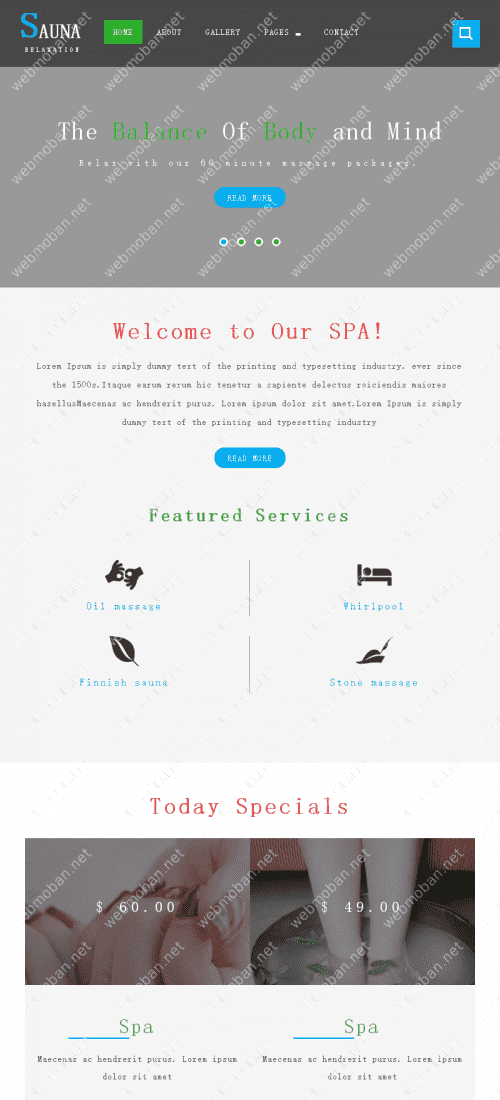 SAUNA
RELAXATION
HOME ABOUT GALLERY PAGES CONTACT
The Balance Of Body and Mind
Relax with our 60 minute massage packages.
READ MORE
Welcome to Our SPA!
Lorem Ipsum is simply dummy text of the printing and typesetting industry. ever since
the 1500s.Itaque earum rerum hic tenetur a sapiente delectus reiciendis maiores
hasellusMaecenas ac hendrerit purus. Lorem ipsum dolor sit amet.Lorem Ipsum is simply
dummy text of the printing and typesetting industry
READ MORE
Featured Services
Oil massage
Whirlpool
Finnish sauna
Stone massage
Today Specials
$ 60.00
$ 49.00
Spa
Maecenas ac hendrerit purus. Lorem ipsum
dolor sit amet
Spa
Maecenas ac hendrerit purus. Lorem ipsum
dolor sit amet
webmoban.net